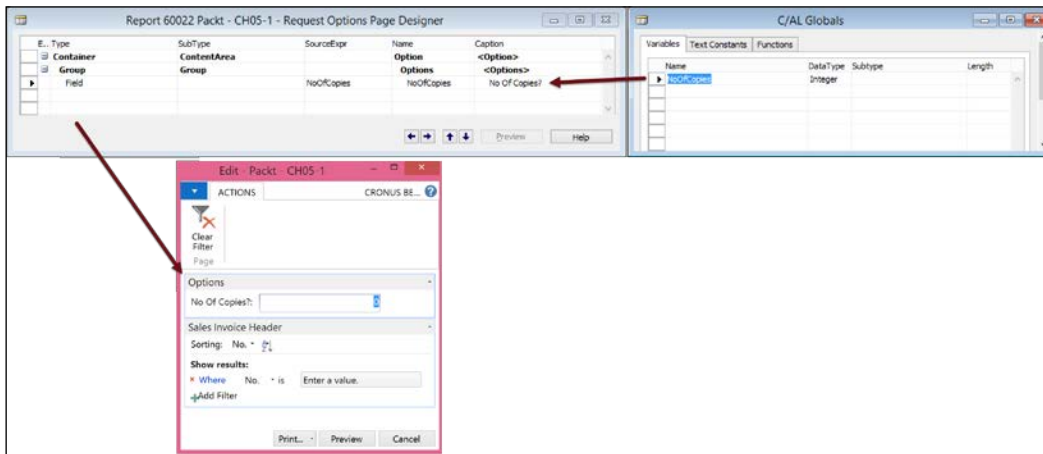 Report 60022 Packt - CH05-1 - Request Options Page Designer
E.. Type SubType SourceExpr Name Caption
Container ContentArea Option <Option>
Group Group Options <Options>
Field NoOfCopies NoOfCopies No Of Copies?
Preview Help
C/AL Globals
Variables Text Constants Functions
Name DataType Subtype Length
NoOfCopies Integer
Edit - Packt - CH05-1
ACTIONS CRONUS BE...
Clear
Filter
Page
Options
No Of Copies?: 0
Sales Invoice Header
Sorting: No.
Show results:
Where No. is Enter a value.
Add Filter
Print... Preview Cancel